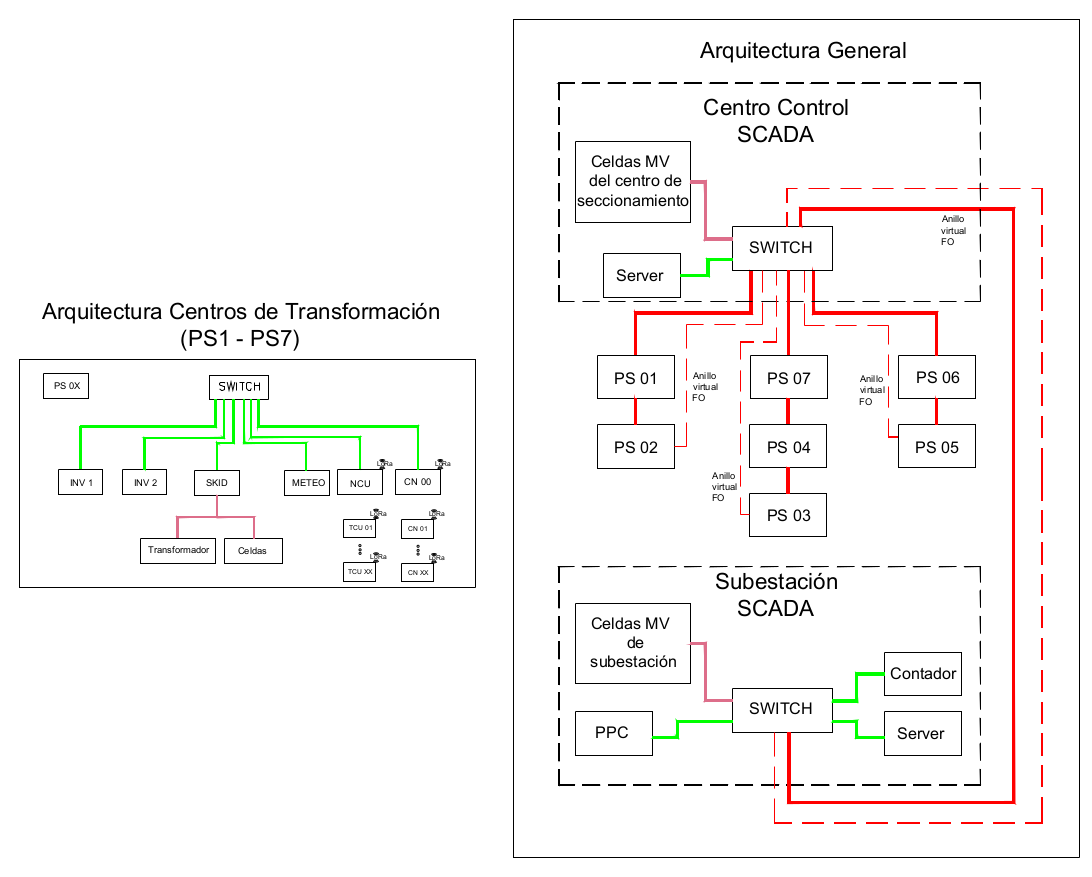 Arquitectura Centros de Transformación
(PS1 - PS7)
PS 0X
SWITCH
INV 1
INV 2
SKID
METEO
NCU
LoRa
CN 00
LoRa
Transformador
Celdas
TCU 01
LoRa
CN 01
LoRa
TCU XX
LoRa
CN XX
LoRa
Arquitectura General
Centro Control
SCADA
Celdas MV
del centro de
seccionamiento
SWITCH
Server
Anillo
virtual
FO
PS 01
PS 02
Anillo
virtual
FO
PS 07
PS 04
PS 03
Anillo
virtual
FO
PS 06
PS 05
Anillo
virtual
FO
Subestación
SCADA
Celdas MV
de
subestación
SWITCH
PPC
Contador
Server